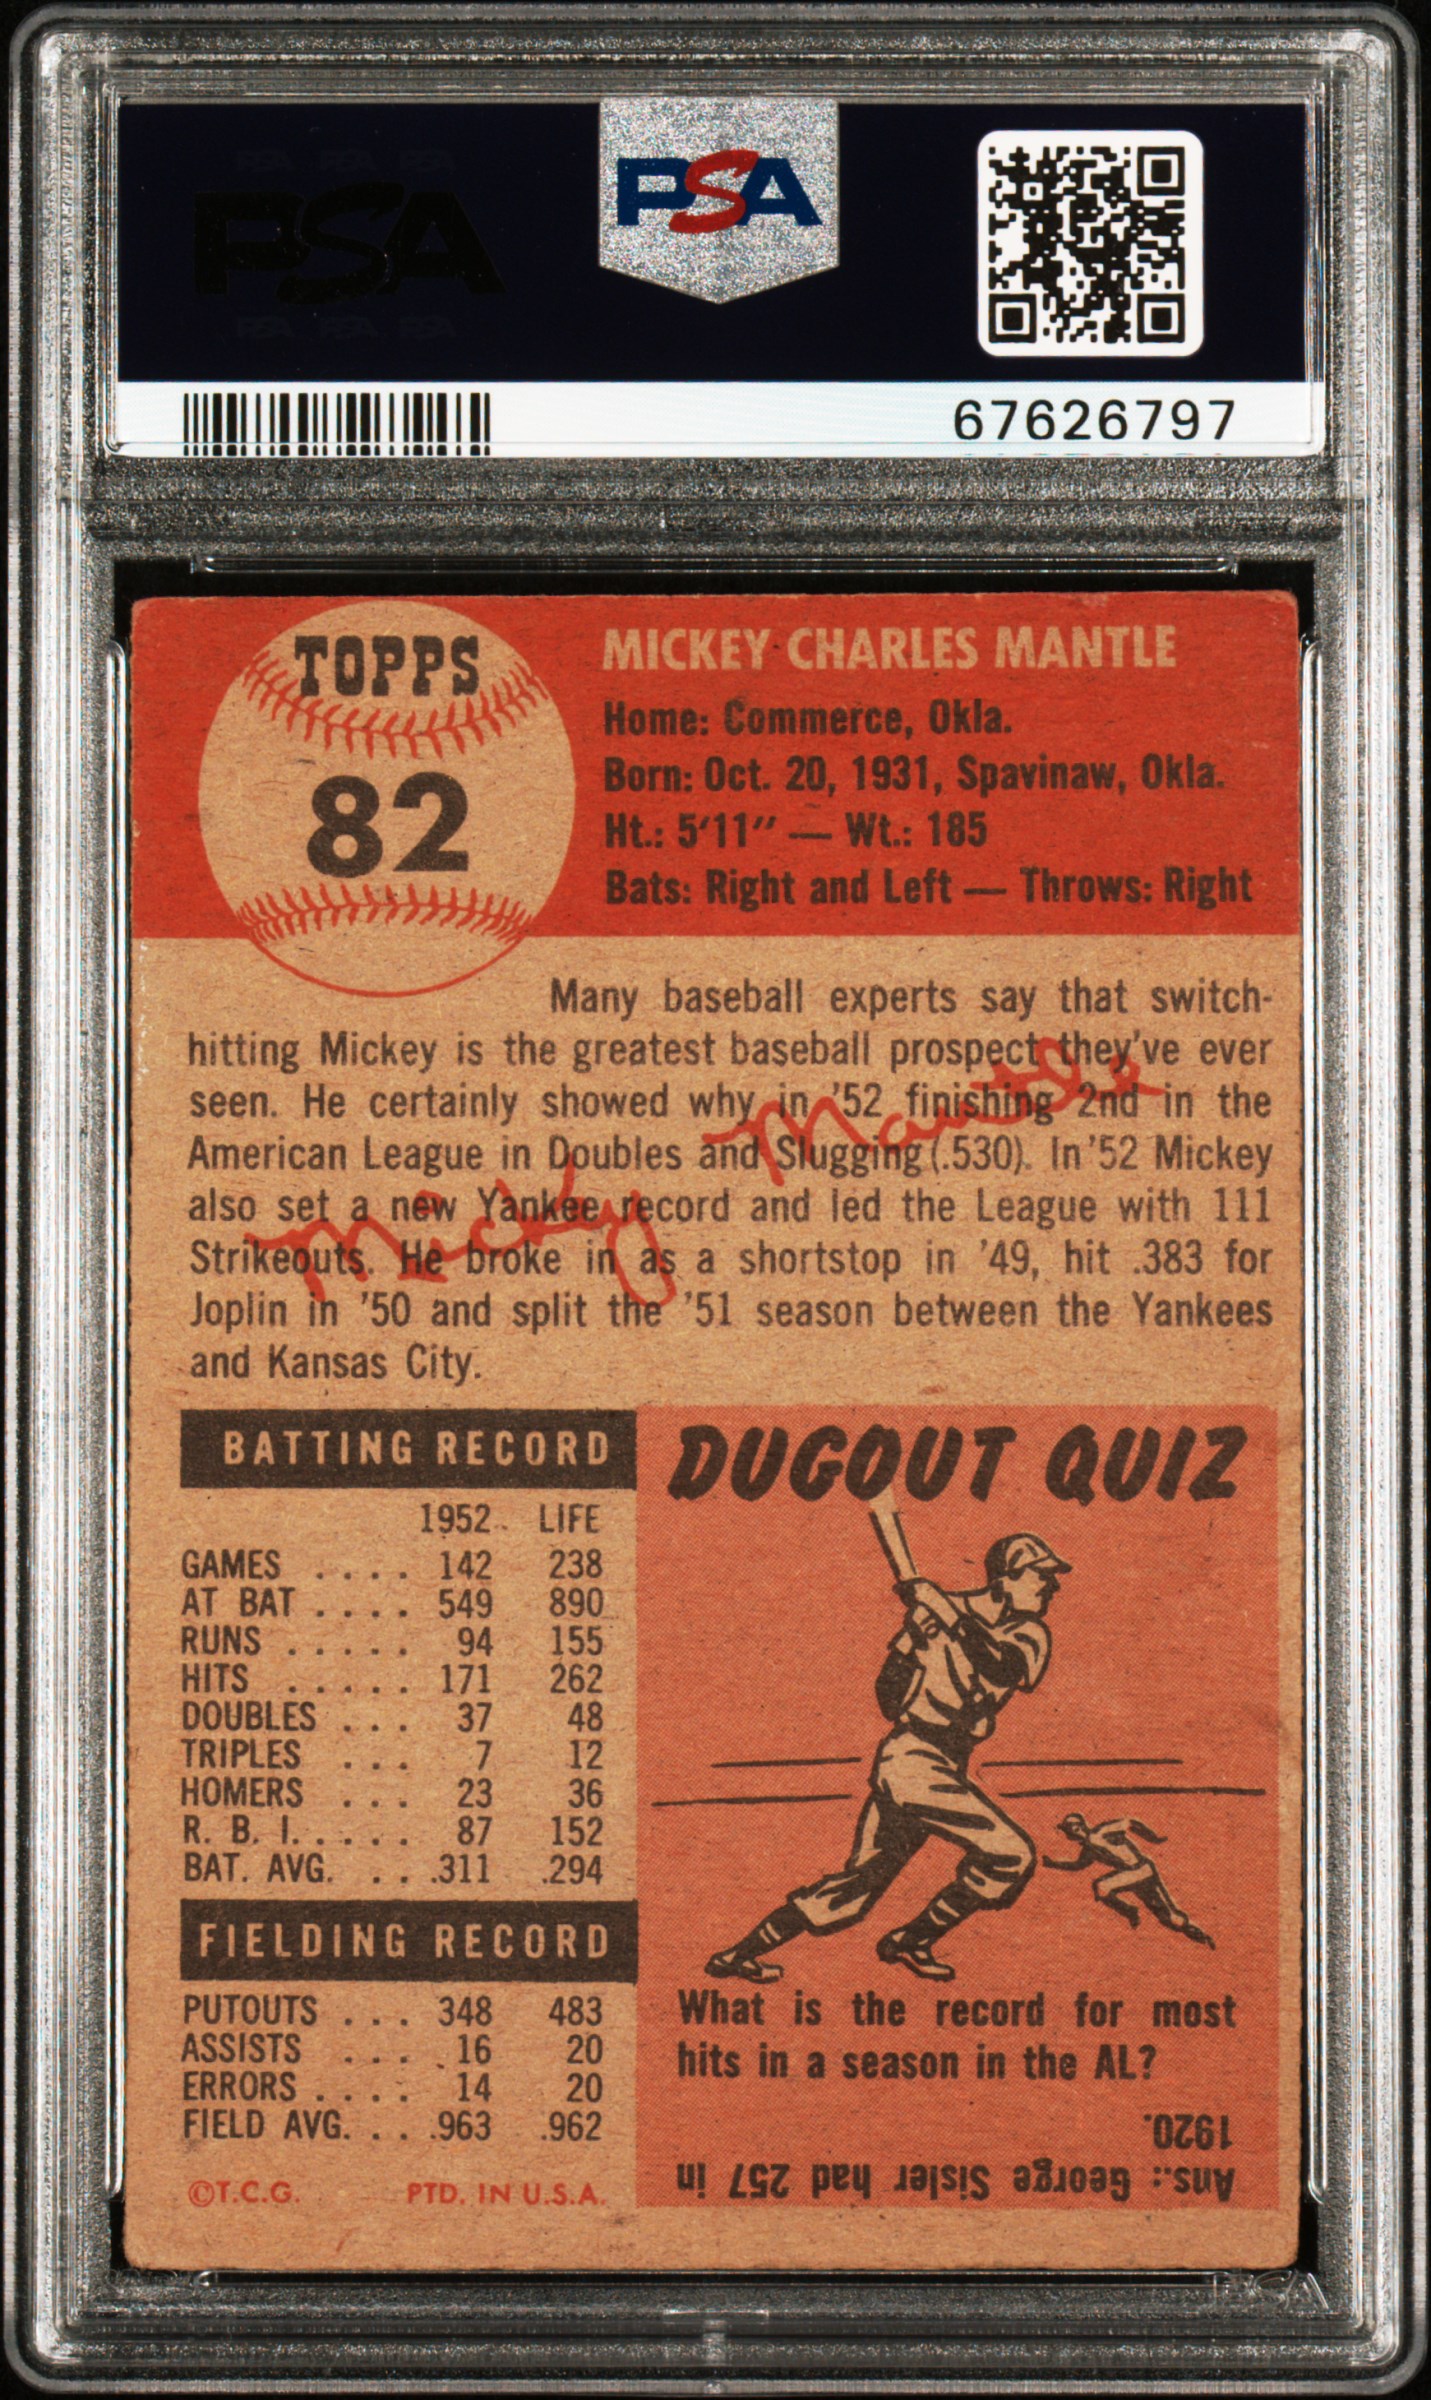 PSA PSA PSA
PSA
PSA PSA PSA
PSA
67626797
TOPPS
82
MICKEY CHARLES MANTLE
Home: Commerce, Okla.
Born: Oct. 20, 1931, Spavinaw, Okla.
Ht.: 5'11" — Wt.: 185
Bats: Right and Left — Throws: Right
Many baseball experts say that switch-
hitting Mickey is the greatest baseball prospect they've ever
seen. He certainly showed why in '52 finishing 2nd in the
American League in Doubles and Slugging (.530). In '52 Mickey
also set a new Yankee record and led the League with 111
Strikeouts. He broke in as a shortstop in '49, hit .383 for
Joplin in '50 and split the '51 season between the Yankees
and Kansas City.
Mickey Mantle
BATTING RECORD
1952 LIFE
GAMES .... 142 238
AT BAT .... 549 890
RUNS ..... 94 155
HITS ..... 171 262
DOUBLES ... 37 48
TRIPLES ... 7 12
HOMERS ... 23 36
R. B. I. .... 87 152
BAT. AVG. ... .311 .294
FIELDING RECORD
PUTOUTS ... 348 483
ASSISTS ... 16 20
ERRORS .... 14 20
FIELD AVG. ... .963 .962
©T.C.G. PTD. IN U.S.A.
DUGOUT QUIZ
What is the record for most
hits in a season in the AL?
Ans.: George Sisler had 257 in
1920.
PSA